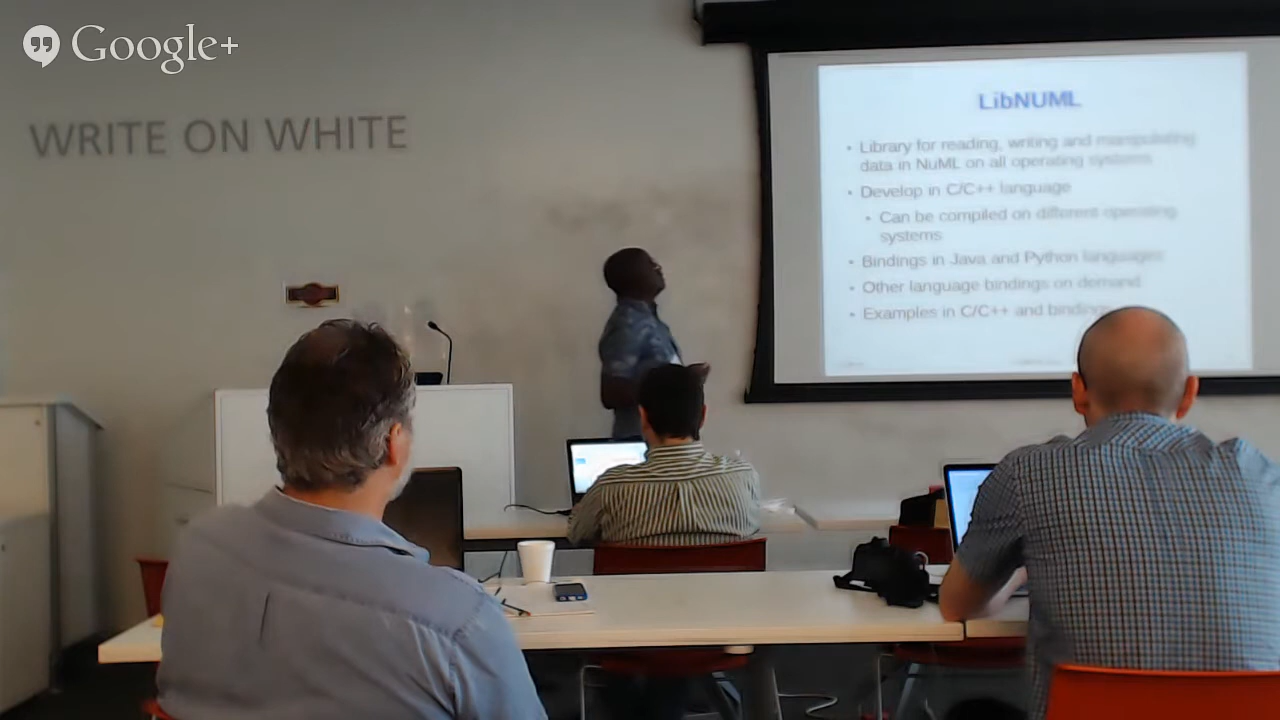 Google+
WRITE ON WHITE
LibNUML
Library for reading, writing and manipulating
data in NuML on all operating systems
Develop in C/C++ language
Can be compiled on different operating
systems
Bindings in Java and Python languages
Other language bindings on demand
Examples in C/C++ and bindings